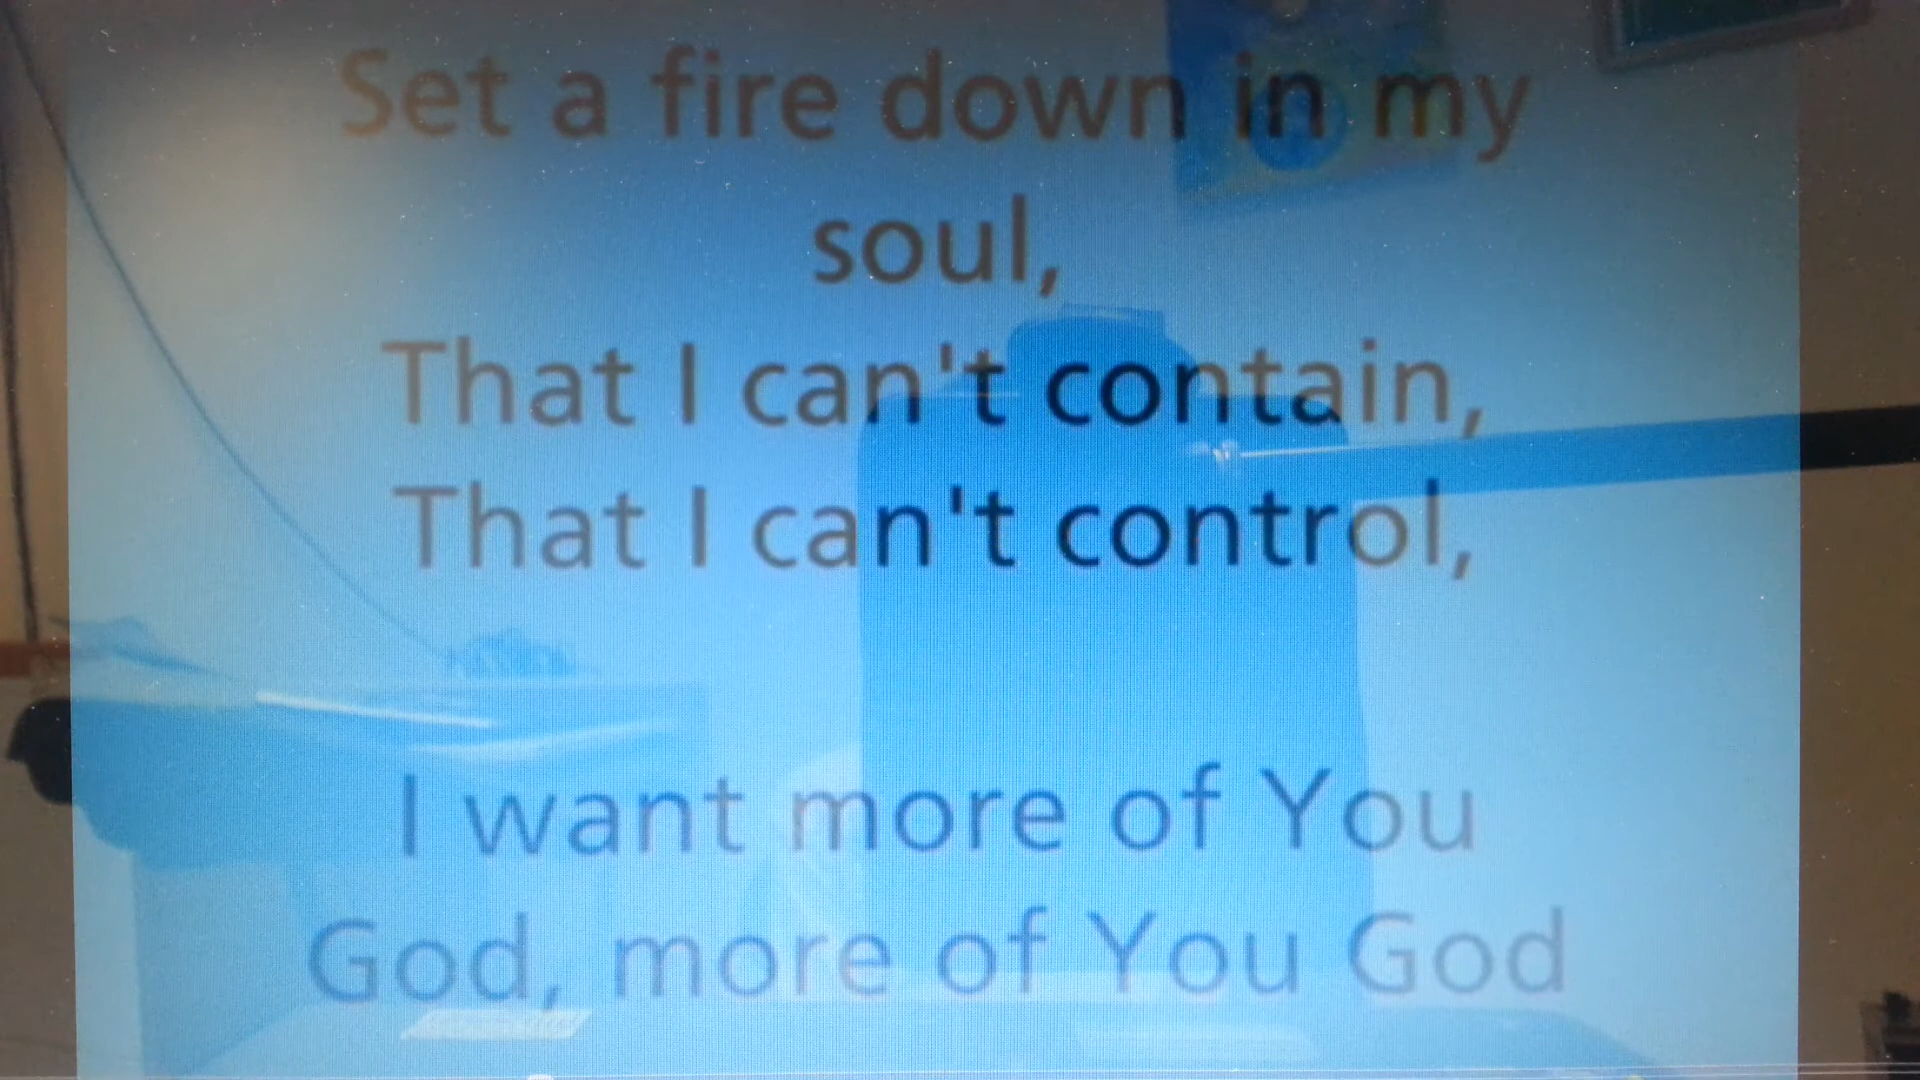 Set a fire down in my
soul,
That I can't contain,
That I can't control,
I want more of You
God, more of You God